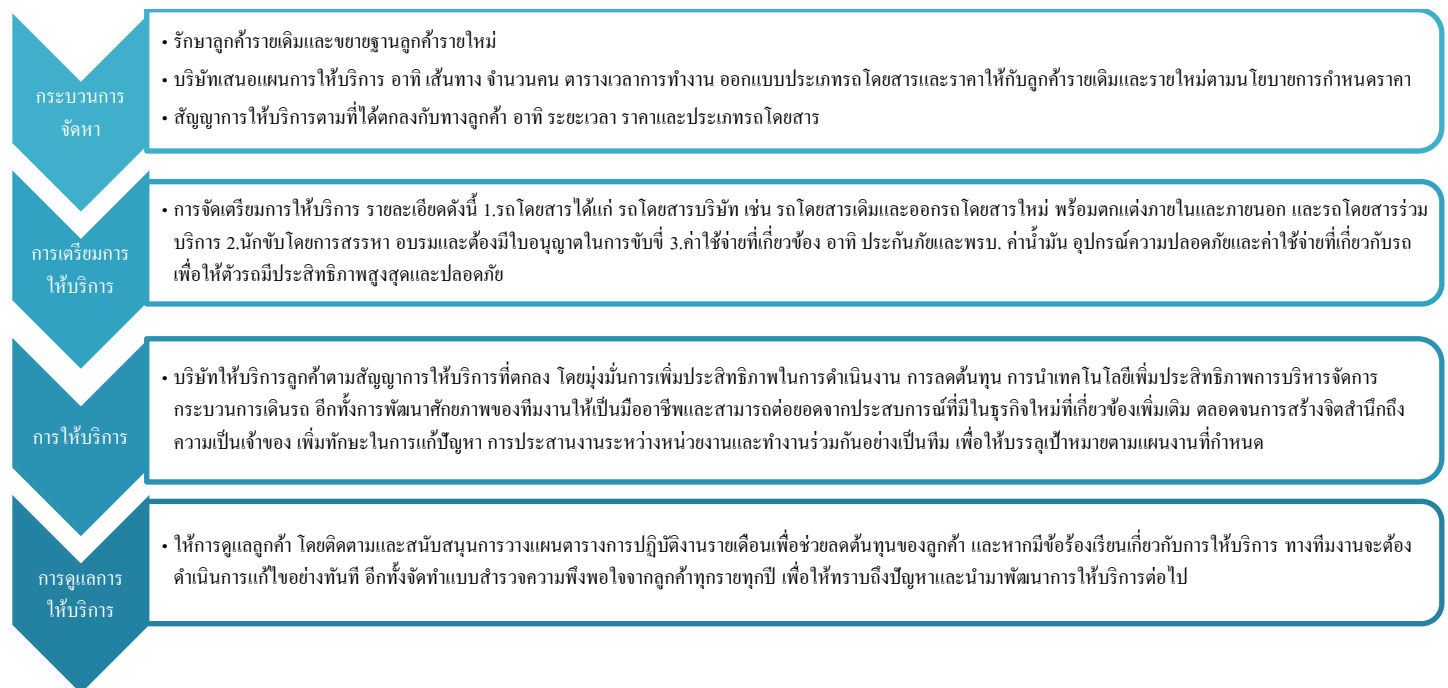 กระบวนการ
จัดหา
• รักษาลูกค้ารายเดิมและขยายฐานลูกค้ารายใหม่
• บริษัทเสนอแผนการให้บริการ อาทิ เส้นทาง จำนวนคน ตารางเวลาการทำงาน ออกแบบประเภทรถโดยสารและราคาให้กับลูกค้ารายเดิมและรายใหม่ตามนโยบายการกำหนดราคา
• สัญญาการให้บริการตามที่ได้ตกลงกับทางลูกค้า อาทิ ระยะเวลา ราคาและประเภทรถโดยสาร
การเตรียมการ
ให้บริการ
• การจัดเตรียมการให้บริการ รายละเอียดดังนี้ 1.รถโดยสารได้แก่ รถโดยสารบริษัท เช่น รถโดยสารเดิมและออกรถโดยสารใหม่ พร้อมตกแต่งภายในและภายนอก และรถโดยสารร่วม
บริการ 2.นักขับโดยการสรรหา อบรมและต้องมีใบอนุญาตในการขับขี่ 3.ค่าใช้จ่ายที่เกี่ยวข้อง อาทิ ประกันภัยและพรบ. ค่าน้ำมัน อุปกรณ์ความปลอดภัยและค่าใช้จ่ายที่เกี่ยวกับรถ
เพื่อให้ตัวรถมีประสิทธิภาพสูงสุดและปลอดภัย
การให้บริการ
• บริษัทให้บริการลูกค้าตามสัญญาการให้บริการที่ตกลง โดยมุ่งมั่นการเพิ่มประสิทธิภาพในการดำเนินงาน การลดต้นทุน การนำเทคโนโลยีเพิ่มประสิทธิภาพการบริหารจัดการ
กระบวนการเดินรถ อีกทั้งการพัฒนาศักยภาพของทีมงานให้เป็นมืออาชีพและสามารถต่อยอดจากประสบการณ์ที่มีในธุรกิจใหม่ที่เกี่ยวข้องเพิ่มเติม ตลอดจนการสร้างจิตสำนึกถึง
ความเป็นเจ้าของ เพิ่มทักษะในการแก้ปัญหา การประสานงานระหว่างหน่วยงานและทำงานร่วมกันอย่างเป็นทีม เพื่อให้บรรลุเป้าหมายตามแผนงานที่กำหนด
การดูแลการ
ให้บริการ
• ให้การดูแลลูกค้า โดยติดตามและสนับสนุนการวางแผนตารางการปฏิบัติงานรายเดือนเพื่อช่วยลดต้นทุนของลูกค้า และหากมีข้อร้องเรียนเกี่ยวกับการให้บริการ ทางทีมงานจะต้อง
ดำเนินการแก้ไขอย่างทันที อีกทั้งจัดทำแบบสำรวจความพึงพอใจจากลูกค้าทุกรายทุกปี เพื่อให้ทราบถึงปัญหาและนำมาพัฒนาการให้บริการต่อไป